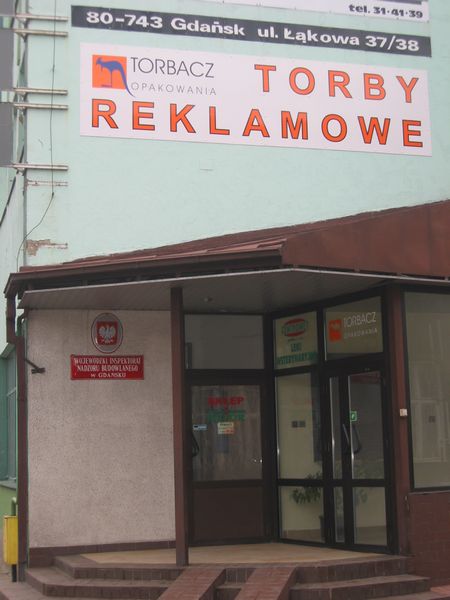 tel. 31-41-39
80-743 Gdańsk ul. Łąkowa 37/38
TORBACZ
OPAKOWANIA
TORBY
REKLAMOWE
TORBACZ
OPAKOWANIA
WOJEWÓDZKI INSPEKTORAT
NADZORU BUDOWLANEGO
w GDAŃSKU
SKLEP